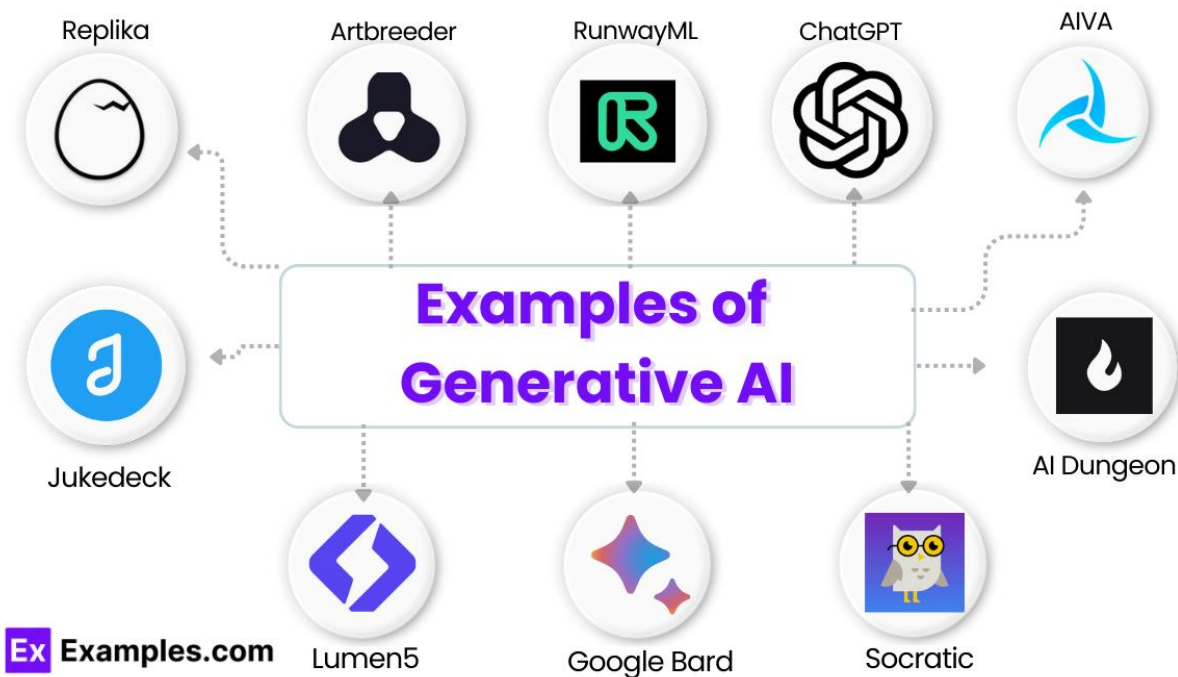 Replika
Artbreeder
RunwayML
ChatGPT
AIVA
Examples of
Generative AI
Jukedeck
AI Dungeon
Lumen5
Google Bard
Socratic
Ex Examples.com